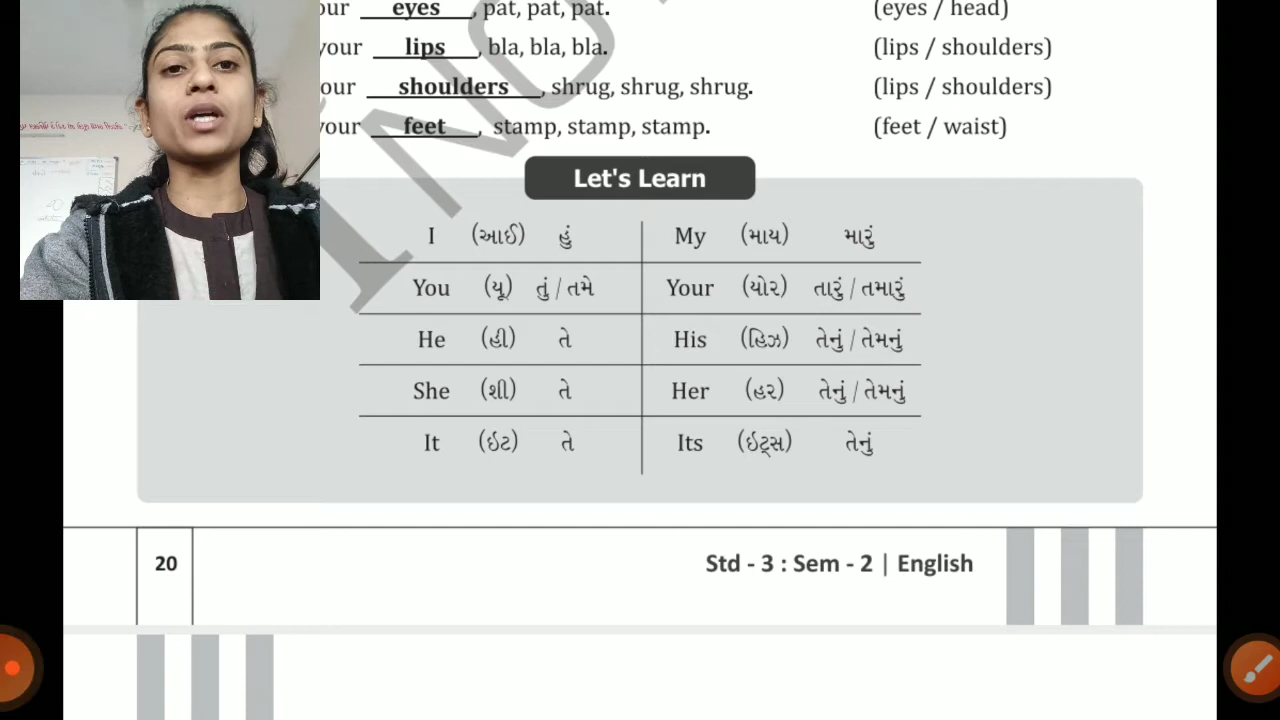 our eyes, pat, pat, pat. (eyes / head)
your lips, bla, bla, bla. (lips / shoulders)
our shoulders, shrug, shrug, shrug. (lips / shoulders)
your feet, stamp, stamp, stamp. (feet / waist)
Let's Learn
I (આઈ) હું My (માય) મારું
You (યૂ) તું / તમે Your (યોર) તારું / તમારું
He (હી) તે His (હિઝ) તેનું / તેમનું
She (શી) તે Her (હર) તેનું / તેમનું
It (ઇટ) તે Its (ઇટ્સ) તેનું
20 Std - 3 : Sem - 2 | English